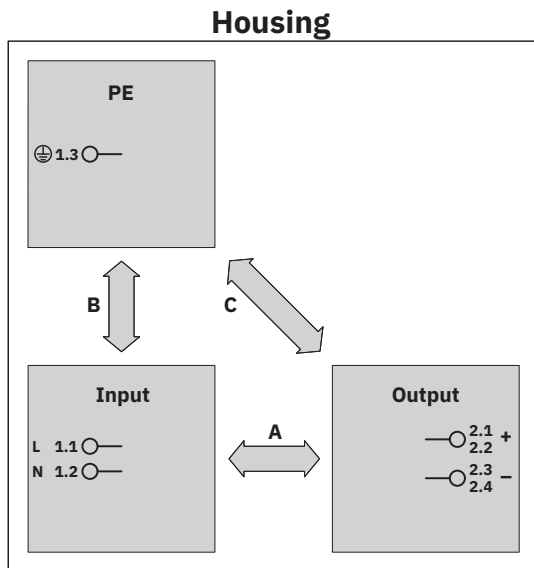 Housing
PE
⏚ 1.3
B
C
Input
L 1.1
N 1.2
A
Output
2.1 +
2.2
2.3
2.4 –